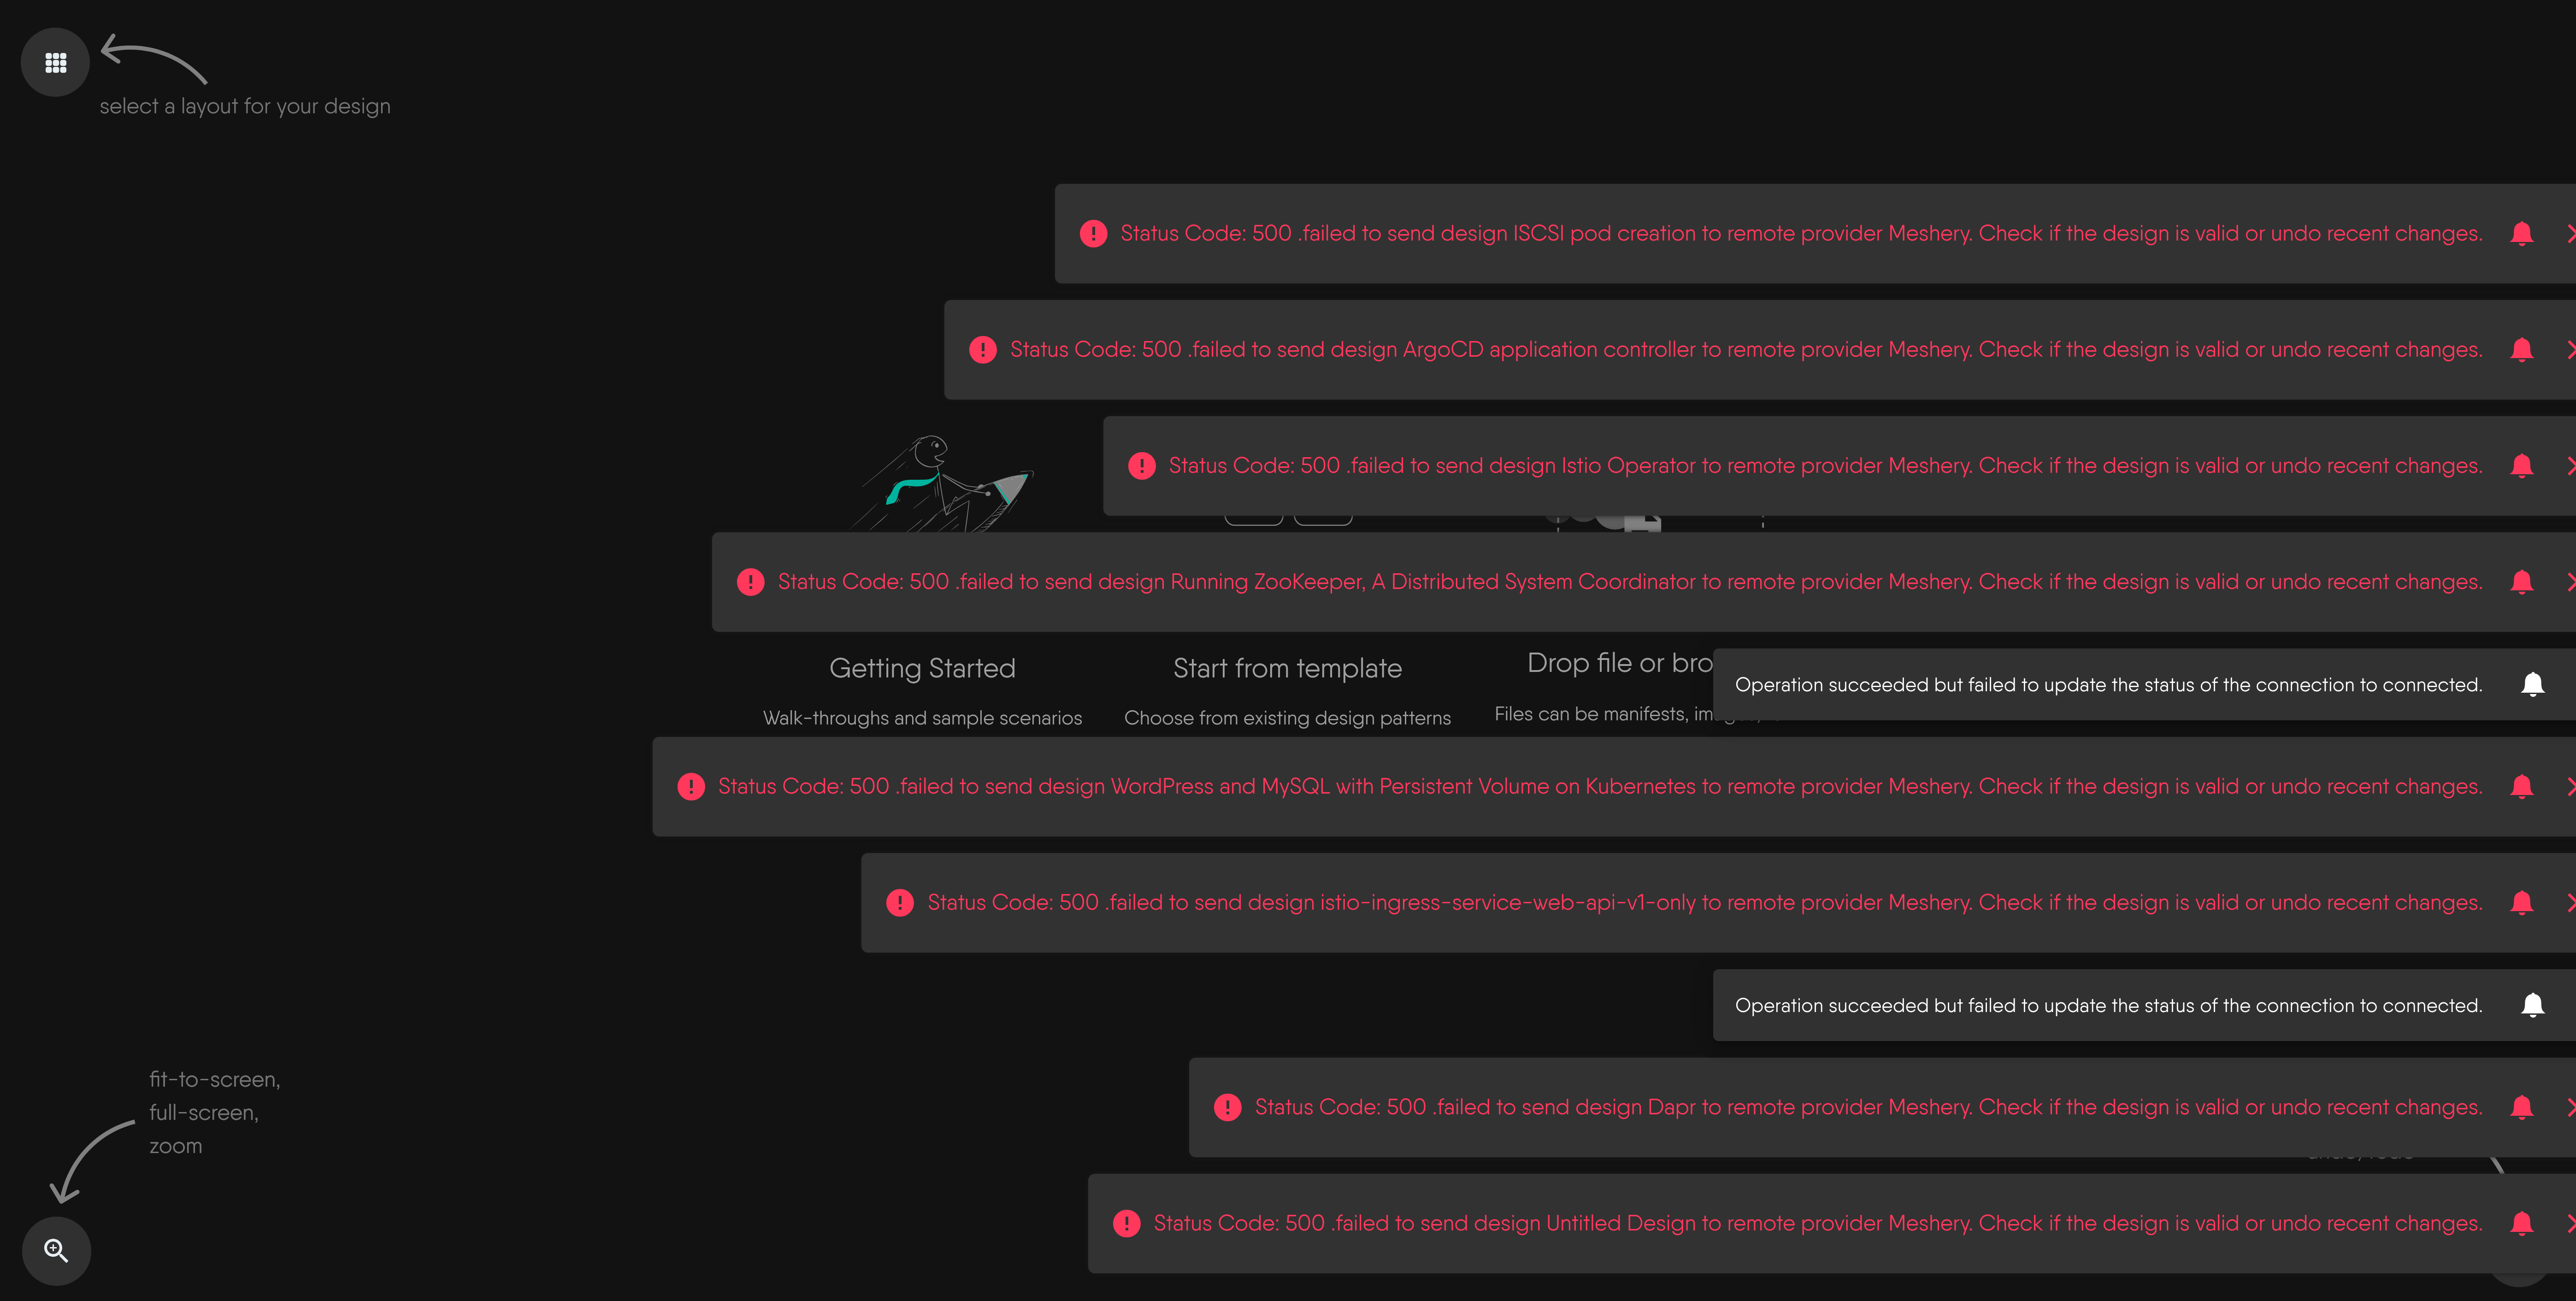 select a layout for your design
Status Code: 500 .failed to send design ISCSI pod creation to remote provider Meshery. Check if the design is valid or undo recent changes.
Status Code: 500 .failed to send design ArgoCD application controller to remote provider Meshery. Check if the design is valid or undo recent changes.
Status Code: 500 .failed to send design Istio Operator to remote provider Meshery. Check if the design is valid or undo recent changes.
Status Code: 500 .failed to send design Running ZooKeeper, A Distributed System Coordinator to remote provider Meshery. Check if the design is valid or undo recent changes.
Getting Started
Walk-throughs and sample scenarios
Start from template
Choose from existing design patterns
Drop file or
Files can be manifests,
Operation succeeded but failed to update the status of the connection to connected.
Status Code: 500 .failed to send design WordPress and MySQL with Persistent Volume on Kubernetes to remote provider Meshery. Check if the design is valid or undo recent changes.
Status Code: 500 .failed to send design istio-ingress-service-web-api-v1-only to remote provider Meshery. Check if the design is valid or undo recent changes.
Operation succeeded but failed to update the status of the connection to connected.
Status Code: 500 .failed to send design Dapr to remote provider Meshery. Check if the design is valid or undo recent changes.
Status Code: 500 .failed to send design Untitled Design to remote provider Meshery. Check if the design is valid or undo recent changes.
fit-to-screen,
full-screen,
zoom